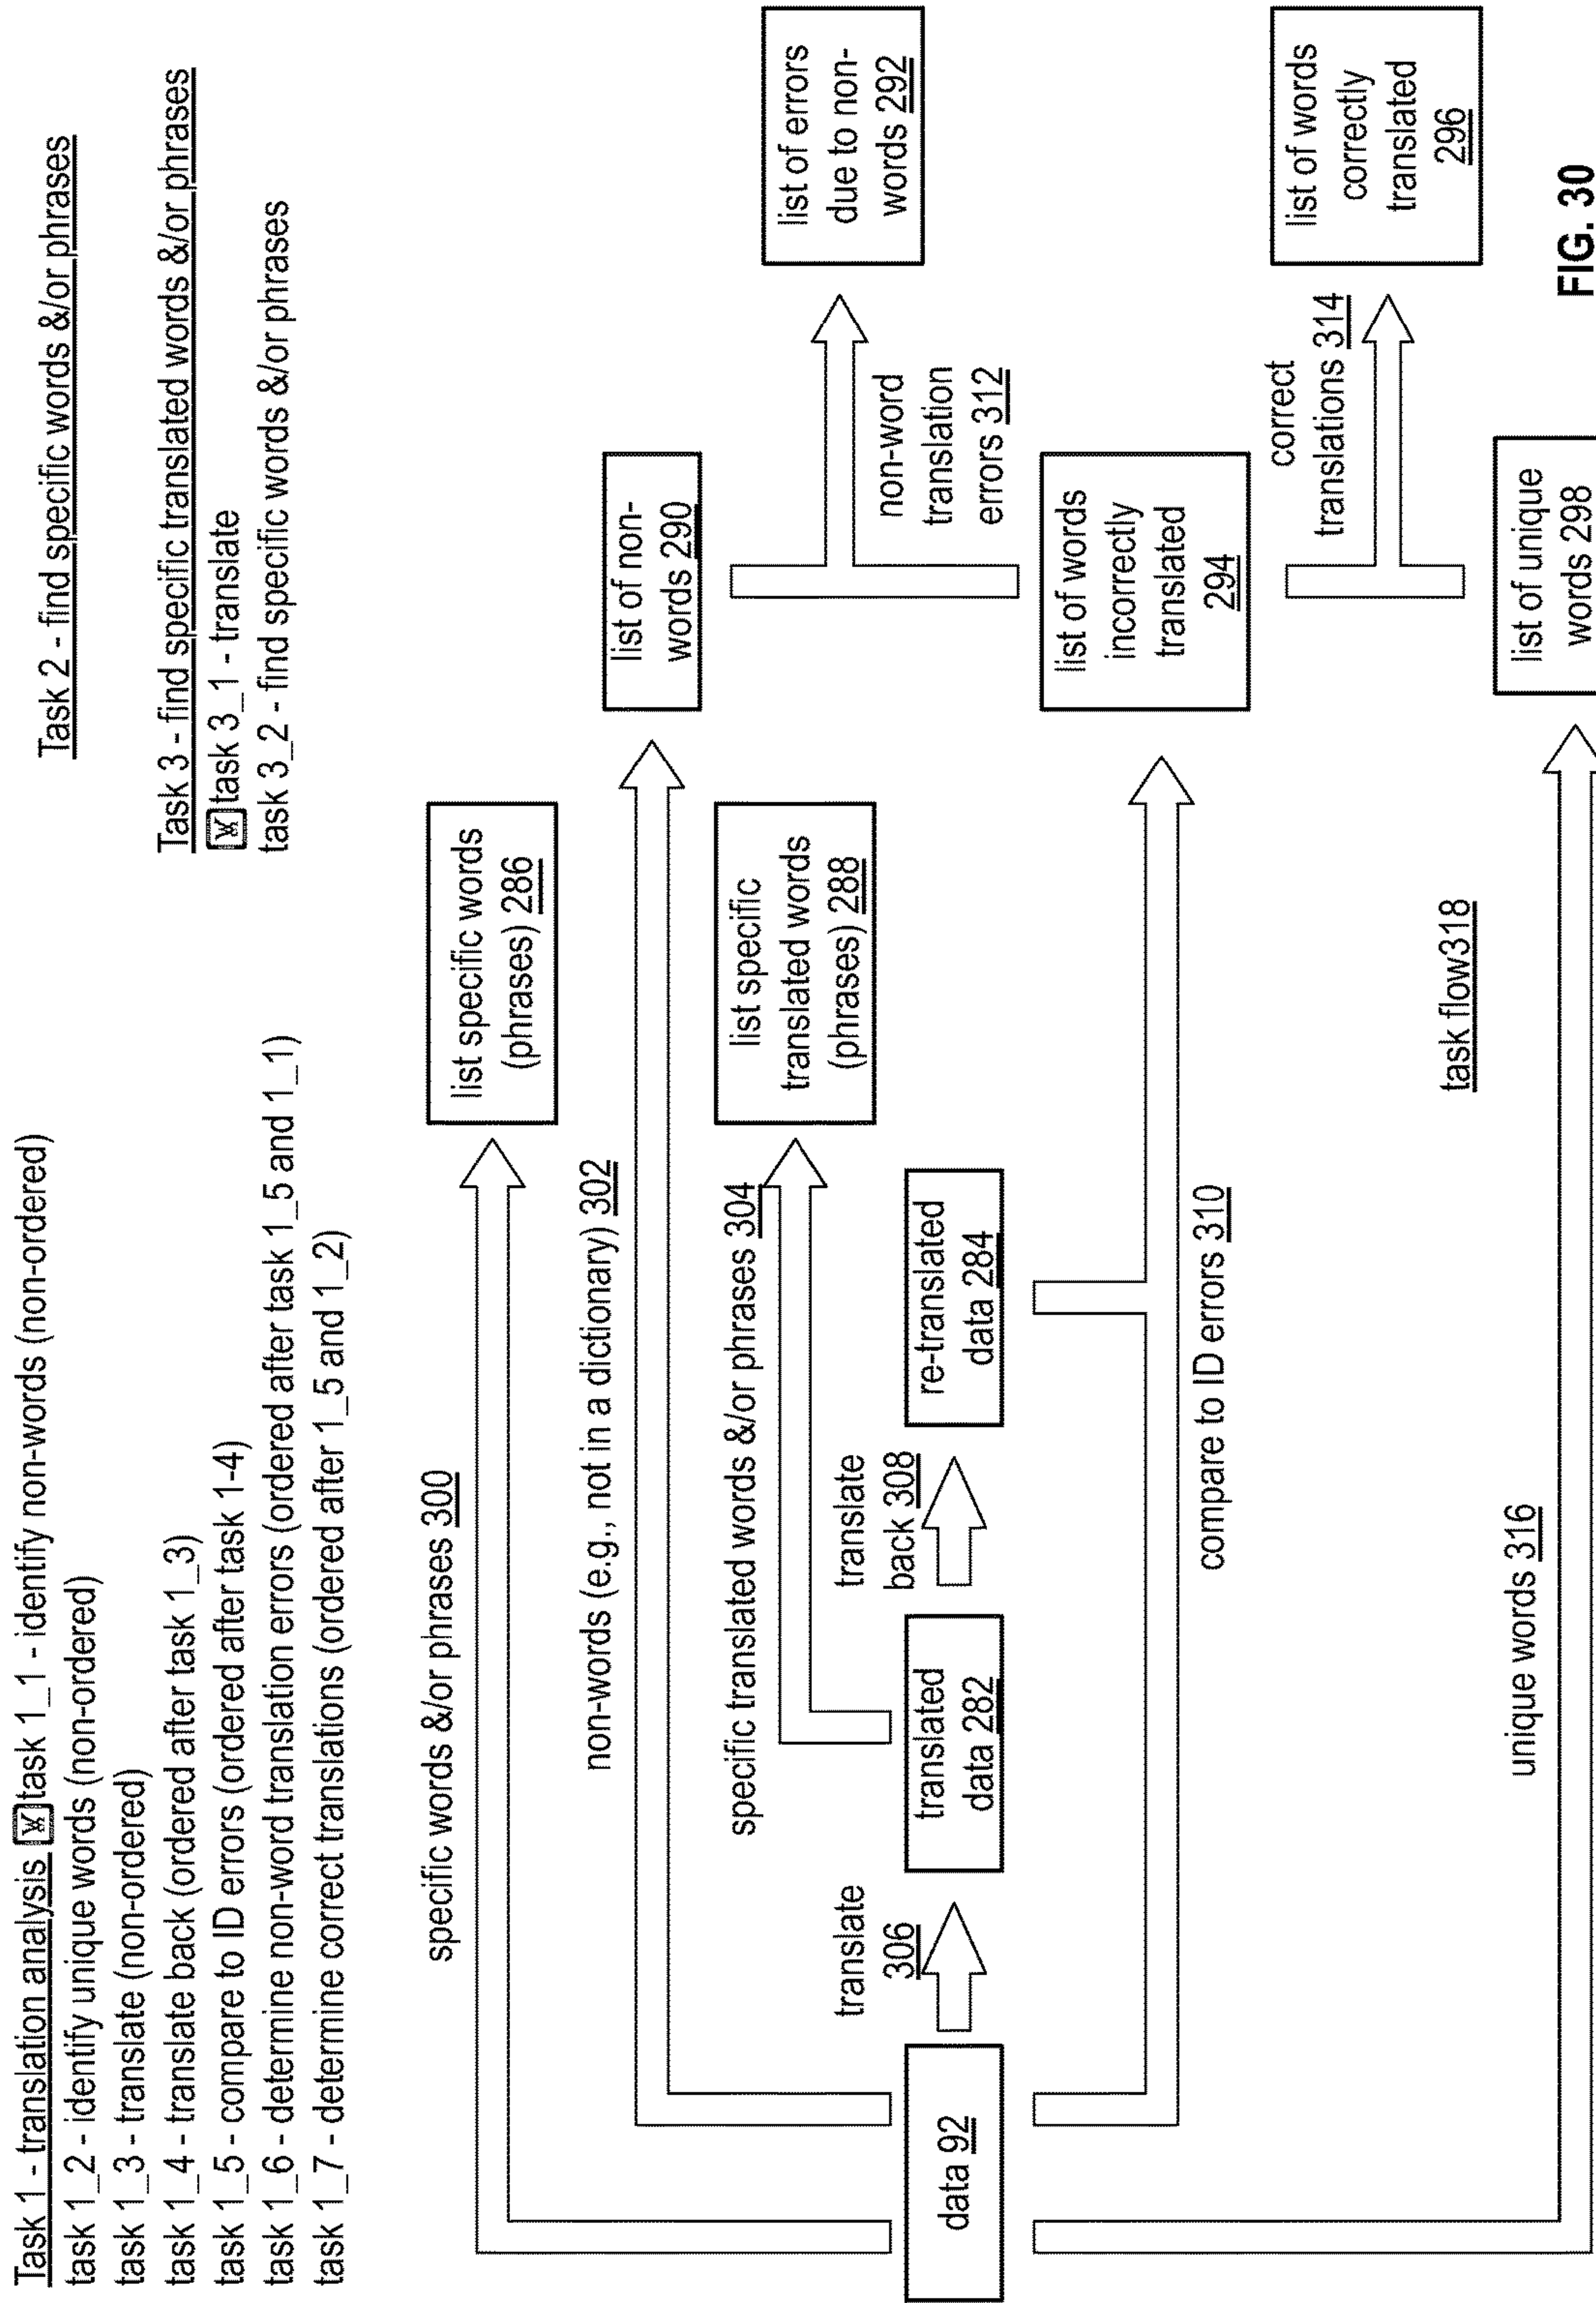 Task 1 - translation analysis task 1_1 - identify non-words (non-ordered)
task 1_2 - identify unique words (non-ordered)
task 1_3 - translate (non-ordered)
task 1_4 - translate back (ordered after task 1_3)
task 1_5 - compare to ID errors (ordered after task 1-4)
task 1_6 - determine non-word translation errors (ordered after task 1_5 and 1_1)
task 1_7 - determine correct translations (ordered after 1_5 and 1_2)
Task 2 - find specific words &/or phrases
Task 3 - find specific translated words &/or phrases
task 3_1 - translate
task 3_2 - find specific words &/or phrases
specific words &/or phrases 300
list specific words
(phrases) 286
non-words (e.g., not in a dictionary) 302
list of non-
words 290
specific translated words &/or phrases 304
list specific
translated words
(phrases) 288
list of errors
due to non-
words 292
non-word
translation
errors 312
data 92
translate
306
translated
data 282
translate
back 308
re-translated
data 284
compare to ID errors 310
list of words
incorrectly
translated
294
correct
translations 314
list of words
correctly
translated
296
task flow318
unique words 316
list of unique
words 298
FIG. 30